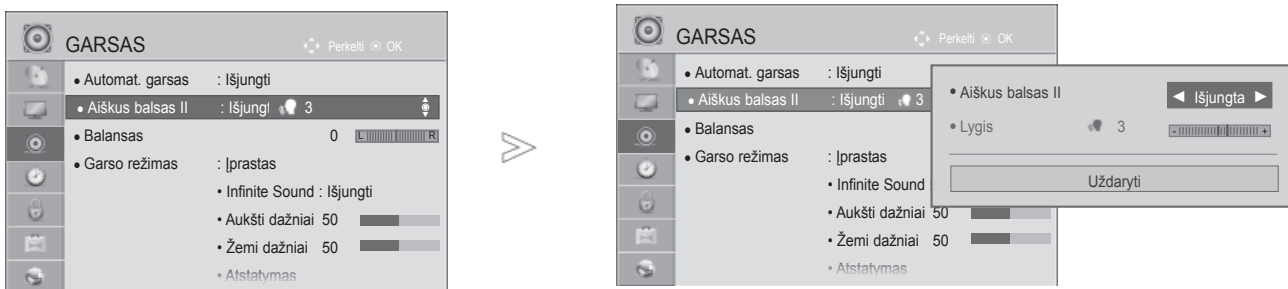 GARSAS Perkelti OK
• Automat. garsas : Išjungti
• Aiškus balsas II : Išjungt 3
• Balansas 0 L R
• Garso režimas : Įprastas
• Infinite Sound : Išjungti
• Aukšti dažniai 50
• Žemi dažniai 50
• Atstatymas
GARSAS Perkelti OK
• Automat. garsas : Išjungti
• Aiškus balsas II : Išjungti 3
• Balansas
• Garso režimas : Įprastas
• Infinite Sound :
• Aukšti dažniai 50
• Žemi dažniai 50
• Atstatymas
• Aiškus balsas II ◄ Išjungta ►
• Lygis 3 - +
Uždaryti